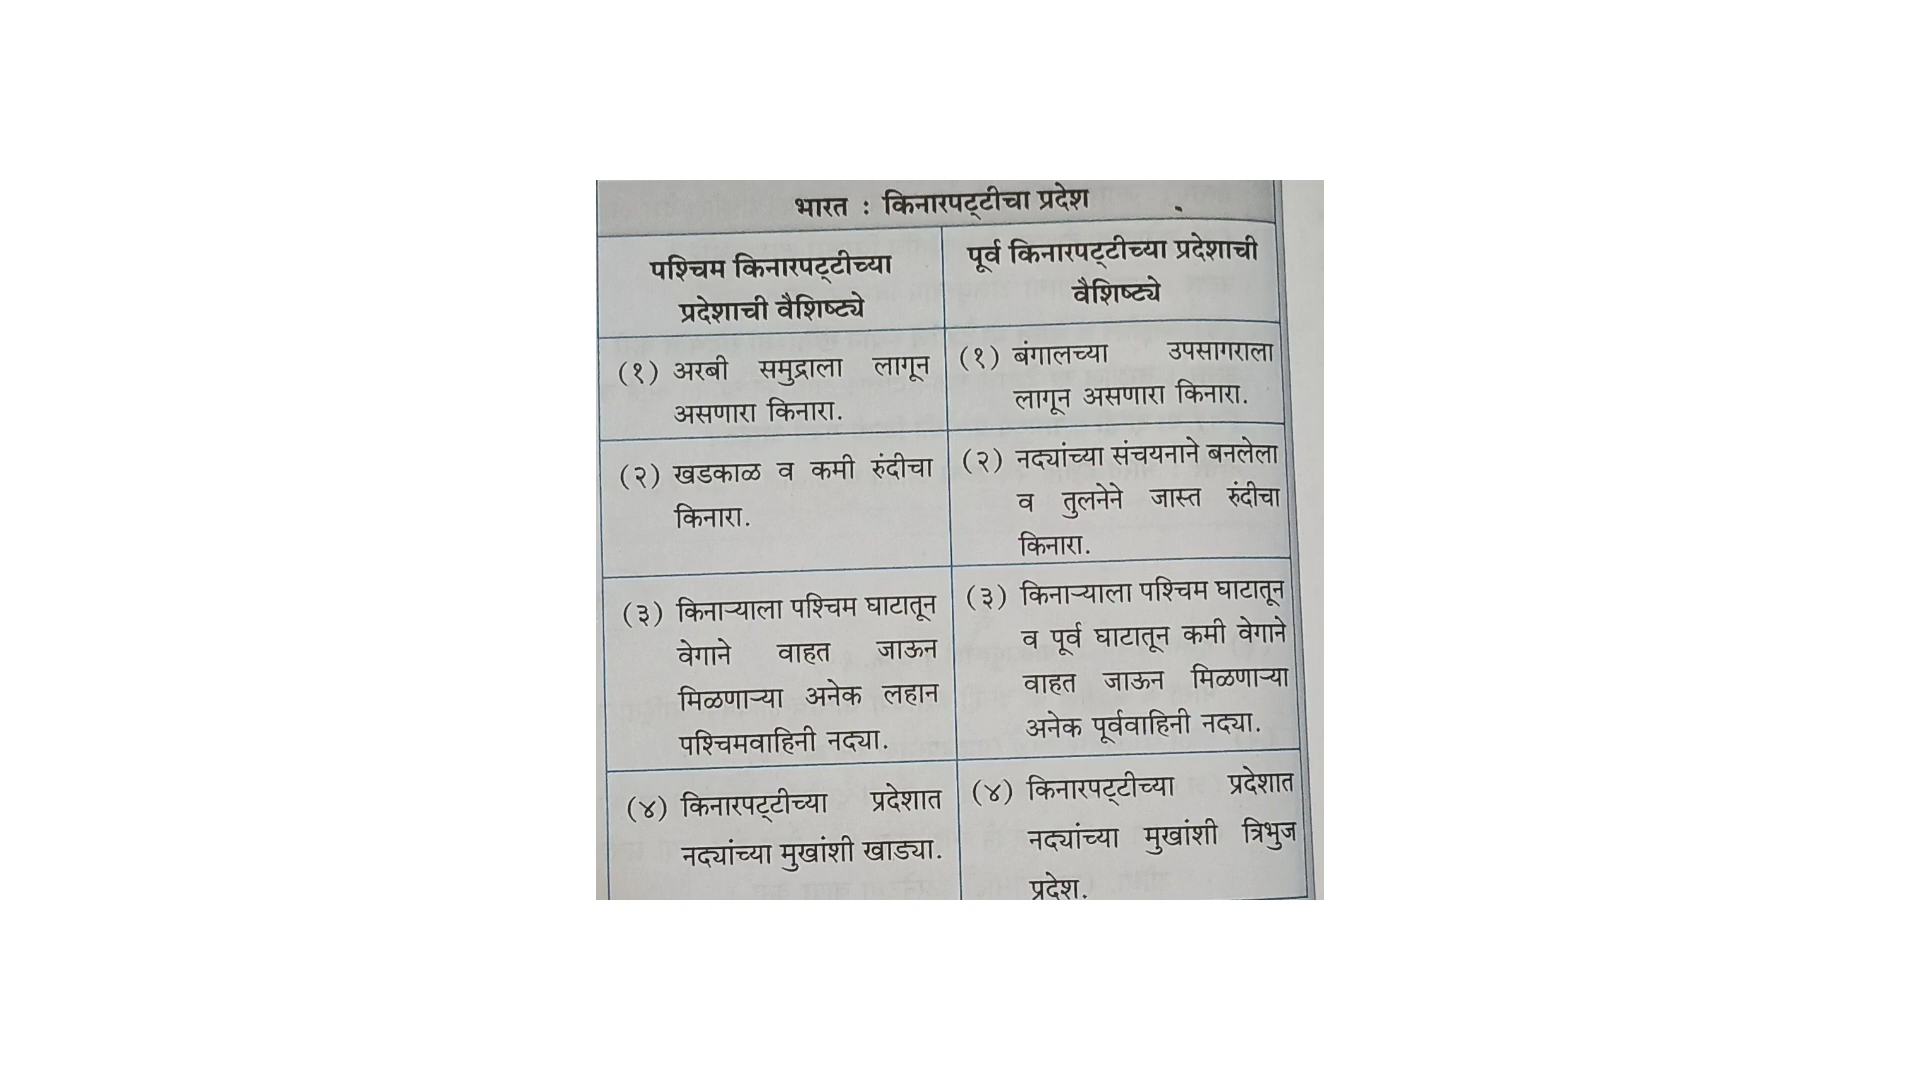 भारत : किनारपट्टीचा प्रदेश
पश्चिम किनारपट्टीच्या
प्रदेशाची वैशिष्ट्ये
पूर्व किनारपट्टीच्या प्रदेशाची
वैशिष्ट्ये
(१) अरबी समुद्राला लागून
असणारा किनारा.
(१) बंगालच्या उपसागराला
लागून असणारा किनारा.
(२) खडकाळ व कमी रुंदीचा
किनारा.
(२) नद्यांच्या संचयनाने बनलेला
व तुलनेने जास्त रुंदीचा
किनारा.
(३) किनाऱ्याला पश्चिम घाटातून
वेगाने वाहत जाऊन
मिळणाऱ्या अनेक लहान
पश्चिमवाहिनी नद्या.
(३) किनाऱ्याला पश्चिम घाटातून
व पूर्व घाटातून कमी वेगाने
वाहत जाऊन मिळणाऱ्या
अनेक पूर्ववाहिनी नद्या.
(४) किनारपट्टीच्या प्रदेशात
नद्यांच्या मुखांशी खाड्या.
(४) किनारपट्टीच्या प्रदेशात
नद्यांच्या मुखांशी त्रिभुज
प्रदेश.